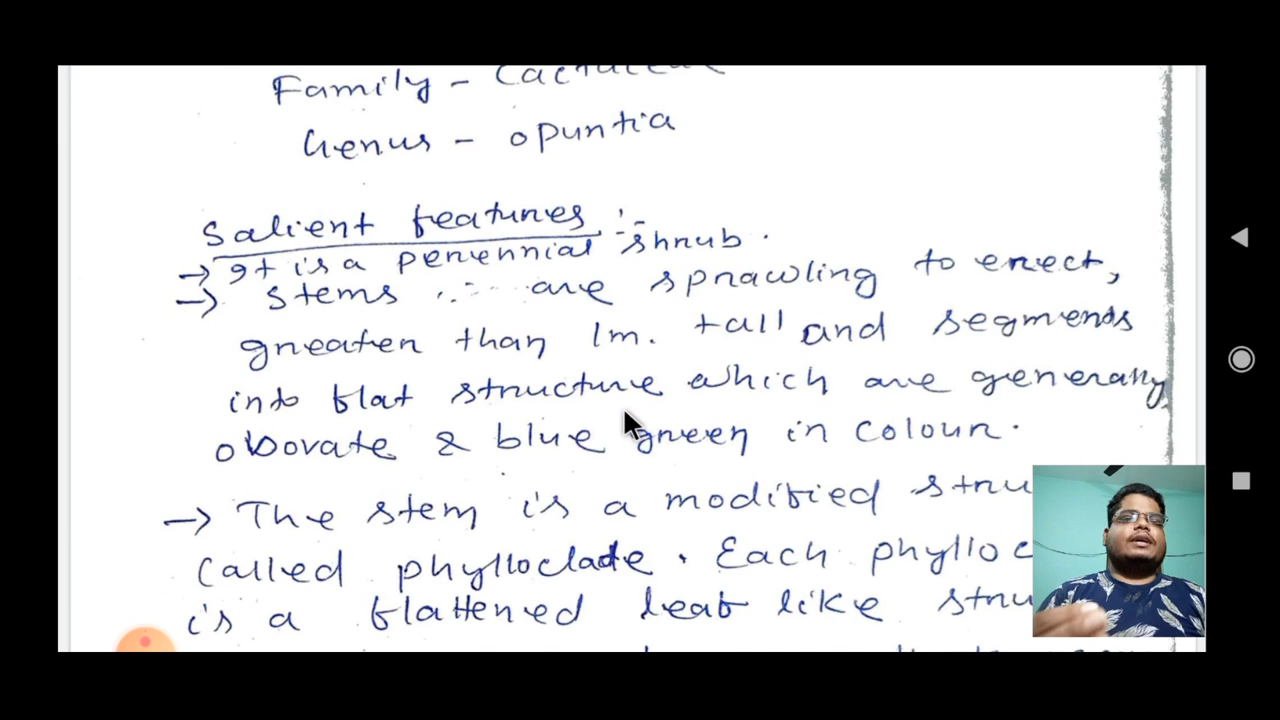 Family - Cactaceae
Genus - opuntia
Salient features :-
→ It is a perennial shrub.
→ Stems are sprawling to erect,
greater than 1m. tall and segments
into flat structure which are generally
obovate & blue green in colour.
→ The stem is a modified stru
called phylloclade. Each phylloc
is a flattened leaf like stru